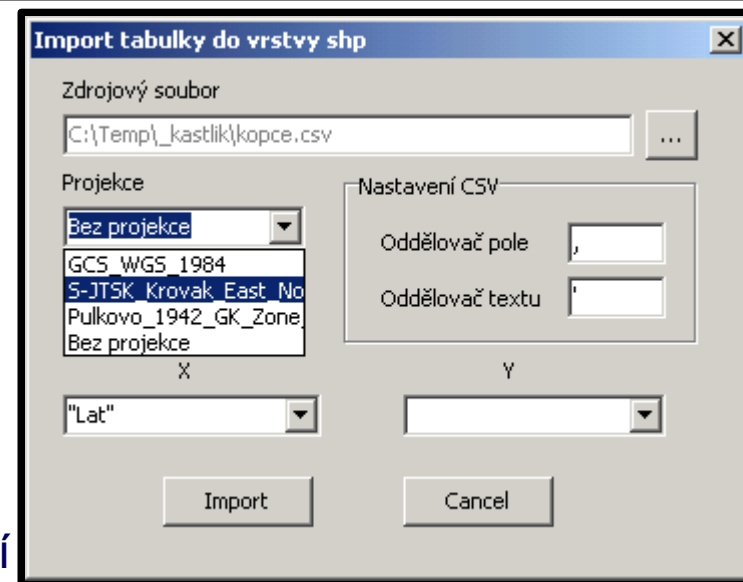 Import tabulky do vrstvy shp
Zdrojový soubor
C:\Temp\_kastlik\kopce.csv
...
Projekce
Bez projekce
GCS_WGS_1984
S-JTSK_Krovak_East_No
Pulkovo_1942_GK_Zone_
Bez projekce
Nastavení CSV
Oddělovač pole
,
Oddělovač textu
'
X
Y
"Lat"
Import
Cancel
í